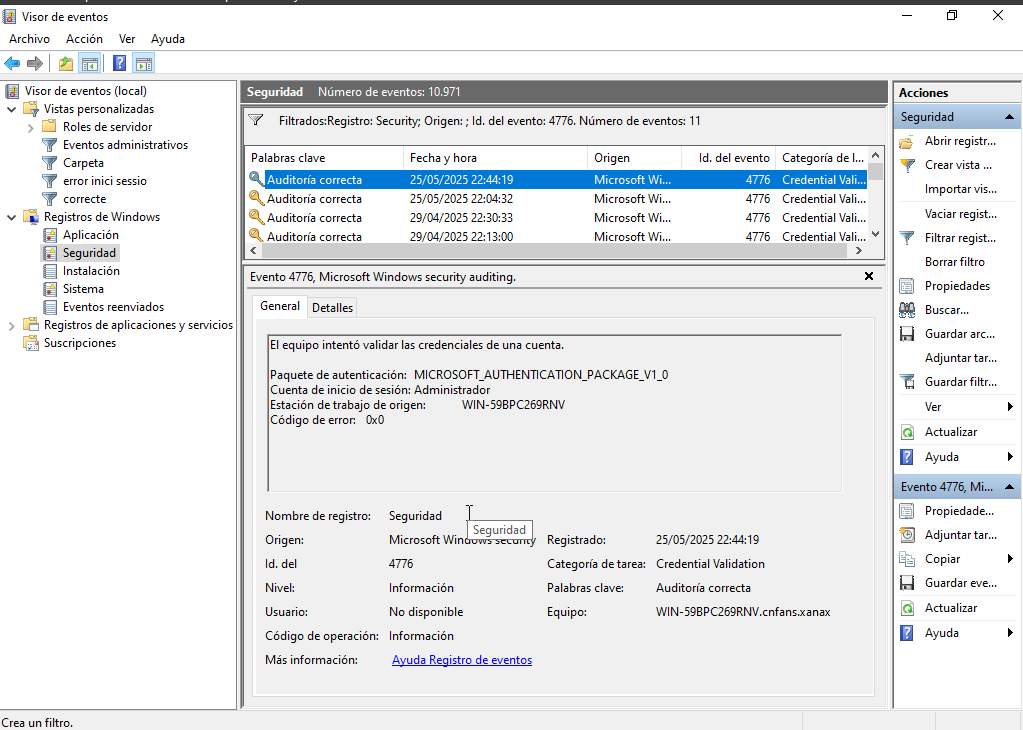 Visor de eventos
Archivo Acción Ver Ayuda
Visor de eventos (local)
Vistas personalizadas
Roles de servidor
Eventos administrativos
Carpeta
error inici sessio
correcte
Registros de Windows
Aplicación
Seguridad
Instalación
Sistema
Eventos reenviados
Registros de aplicaciones y servicios
Suscripciones
Seguridad Número de eventos: 10.971
Filtrados:Registro: Security; Origen: ; Id. del evento: 4776. Número de eventos: 11
Palabras clave Fecha y hora Origen Id. del evento Categoría de l...
Auditoría correcta 25/05/2025 22:44:19 Microsoft Wi... 4776 Credential Vali...
Auditoría correcta 25/05/2025 22:04:32 Microsoft Wi... 4776 Credential Vali...
Auditoría correcta 29/04/2025 22:30:33 Microsoft Wi... 4776 Credential Vali...
Auditoría correcta 29/04/2025 22:13:00 Microsoft Wi... 4776 Credential Vali...
Evento 4776, Microsoft Windows security auditing.
General Detalles
El equipo intentó validar las credenciales de una cuenta.
Paquete de autenticación: MICROSOFT_AUTHENTICATION_PACKAGE_V1_0
Cuenta de inicio de sesión: Administrador
Estación de trabajo de origen: WIN-59BPC269RNV
Código de error: 0x0
Nombre de registro: Seguridad
Seguridad
Origen: Microsoft Windows security Registrado: 25/05/2025 22:44:19
Id. del 4776 Categoría de tarea: Credential Validation
Nivel: Información Palabras clave: Auditoría correcta
Usuario: No disponible Equipo: WIN-59BPC269RNV.cnfans.xanax
Código de operación: Información
Más información: Ayuda Registro de eventos
Acciones
Seguridad
Abrir registr...
Crear vista ...
Importar vis...
Vaciar regist...
Filtrar regist...
Borrar filtro
Propiedades
Buscar...
Guardar arc...
Adjuntar tar...
Guardar filtr...
Ver
Actualizar
Ayuda
Evento 4776, Mi...
Propiedade...
Adjuntar tar...
Copiar
Guardar eve...
Actualizar
Ayuda
Crea un filtro.